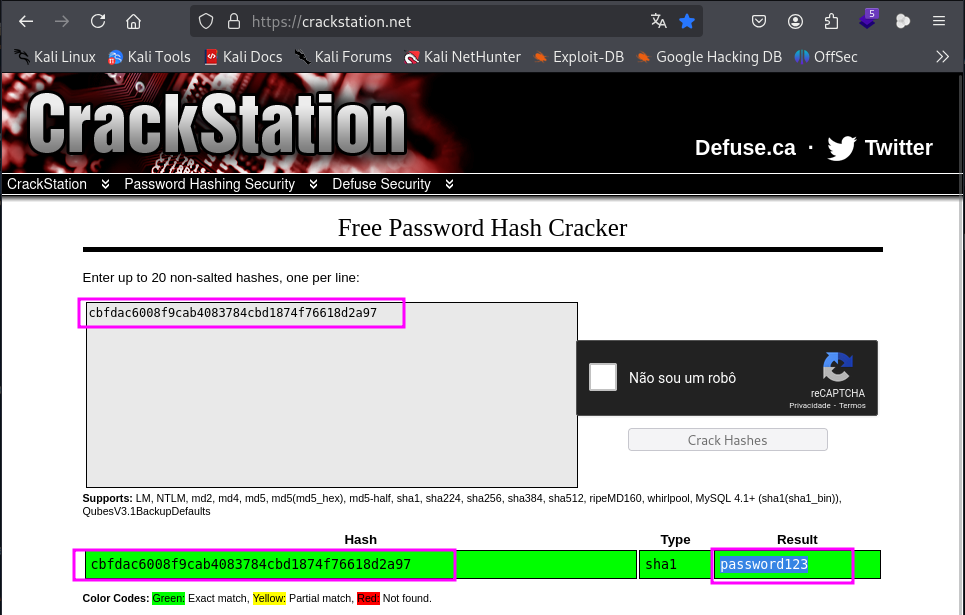 https://crackstation.net
5
Kali Linux Kali Tools Kali Docs Kali Forums Kali NetHunter Exploit-DB Google Hacking DB OffSec
CrackStation
Defuse.ca · Twitter
CrackStation Password Hashing Security Defuse Security
Free Password Hash Cracker
Enter up to 20 non-salted hashes, one per line:
cbfdac6008f9cab4083784cbd1874f76618d2a97
Não sou um robô
reCAPTCHA
Privacidade - Termos
Crack Hashes
Supports: LM, NTLM, md2, md4, md5, md5(md5_hex), md5-half, sha1, sha224, sha256, sha384, sha512, ripeMD160, whirlpool, MySQL 4.1+ (sha1(sha1_bin)),
QubesV3.1BackupDefaults
Hash Type Result
cbfdac6008f9cab4083784cbd1874f76618d2a97 sha1 password123
Color Codes: Green: Exact match, Yellow: Partial match, Red: Not found.